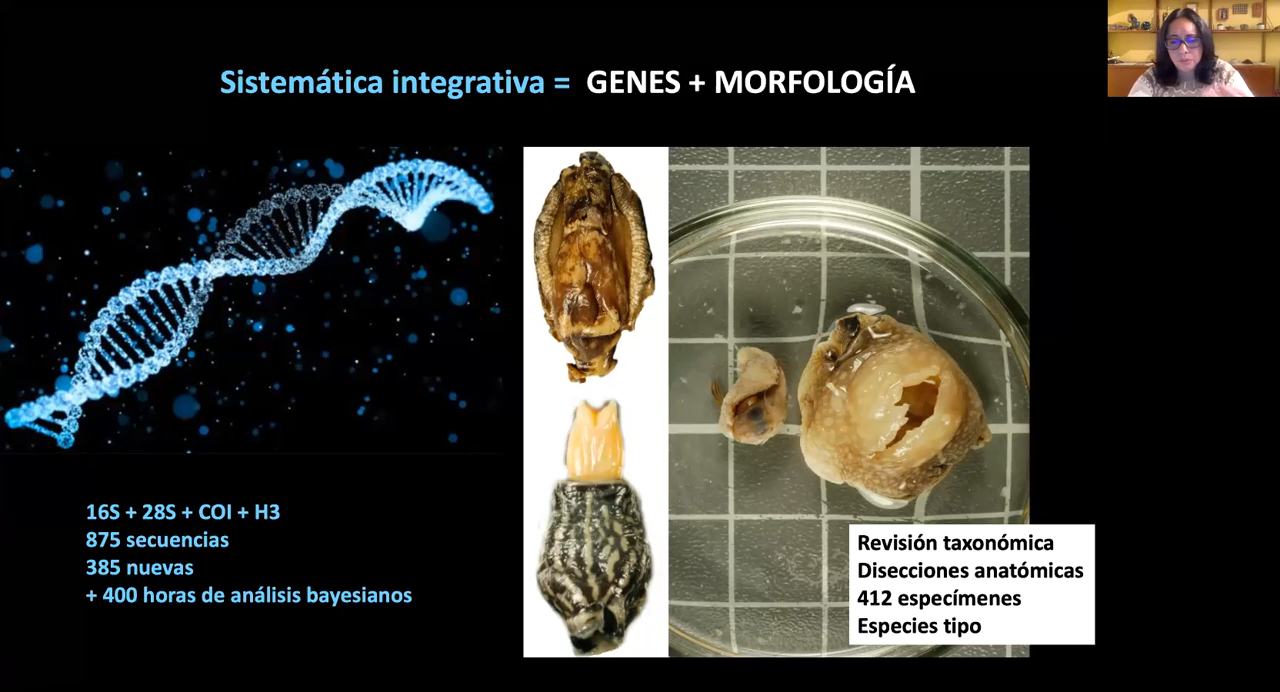 Sistemática integrativa = GENES + MORFOLOGÍA
16S + 28S + COI + H3
875 secuencias
385 nuevas
+ 400 horas de análisis bayesianos
Revisión taxonómica
Disecciones anatómicas
412 especímenes
Especies tipo